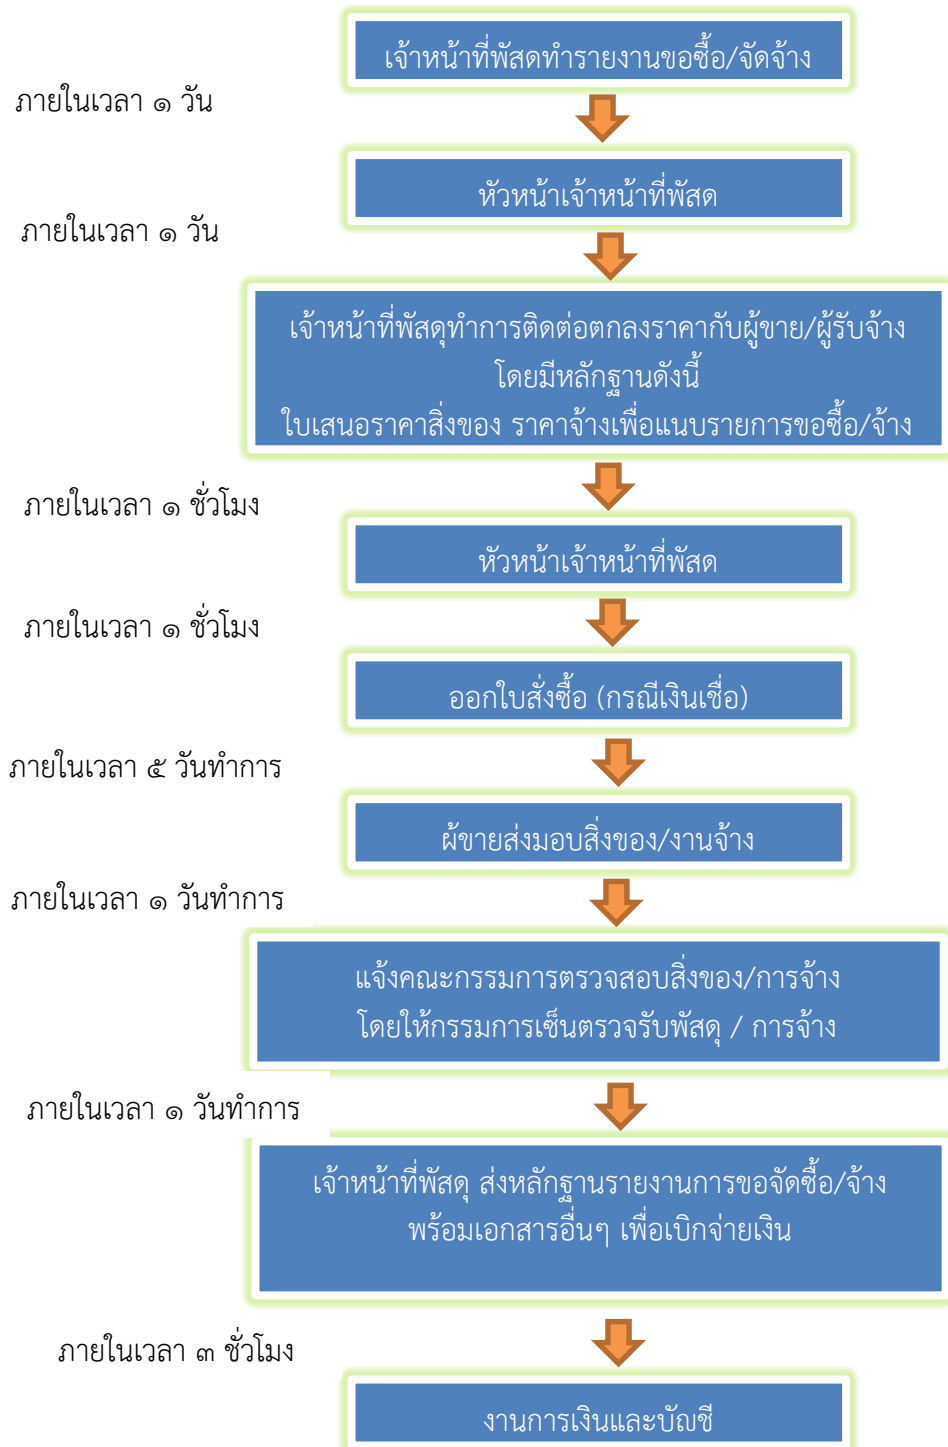 เจ้าหน้าที่พัสดทำรายงานขอซื้อ/จัดจ้าง
ภายในเวลา ๑ วัน
หัวหน้าเจ้าหน้าที่พัสด
ภายในเวลา ๑ วัน
เจ้าหน้าที่พัสดุทำการติดต่อตกลงราคากับผู้ขาย/ผู้รับจ้าง
โดยมีหลักฐานดังนี้
ใบเสนอราคาสิ่งของ ราคาจ้างเพื่อแนบรายการขอซื้อ/จ้าง
ภายในเวลา ๑ ชั่วโมง
หัวหน้าเจ้าหน้าที่พัสด
ภายในเวลา ๑ ชั่วโมง
ออกใบสั่งซื้อ (กรณีเงินเชื่อ)
ภายในเวลา ๕ วันทำการ
ผ้ขายส่งมอบสิ่งของ/งานจ้าง
ภายในเวลา ๑ วันทำการ
แจ้งคณะกรรมการตรวจสอบสิ่งของ/การจ้าง
โดยให้กรรมการเซ็นตรวจรับพัสดุ / การจ้าง
ภายในเวลา ๑ วันทำการ
เจ้าหน้าที่พัสดุ ส่งหลักฐานรายงานการขอจัดซื้อ/จ้าง
พร้อมเอกสารอื่นๆ เพื่อเบิกจ่ายเงิน
ภายในเวลา ๓ ชั่วโมง
งานการเงินและบัญชี